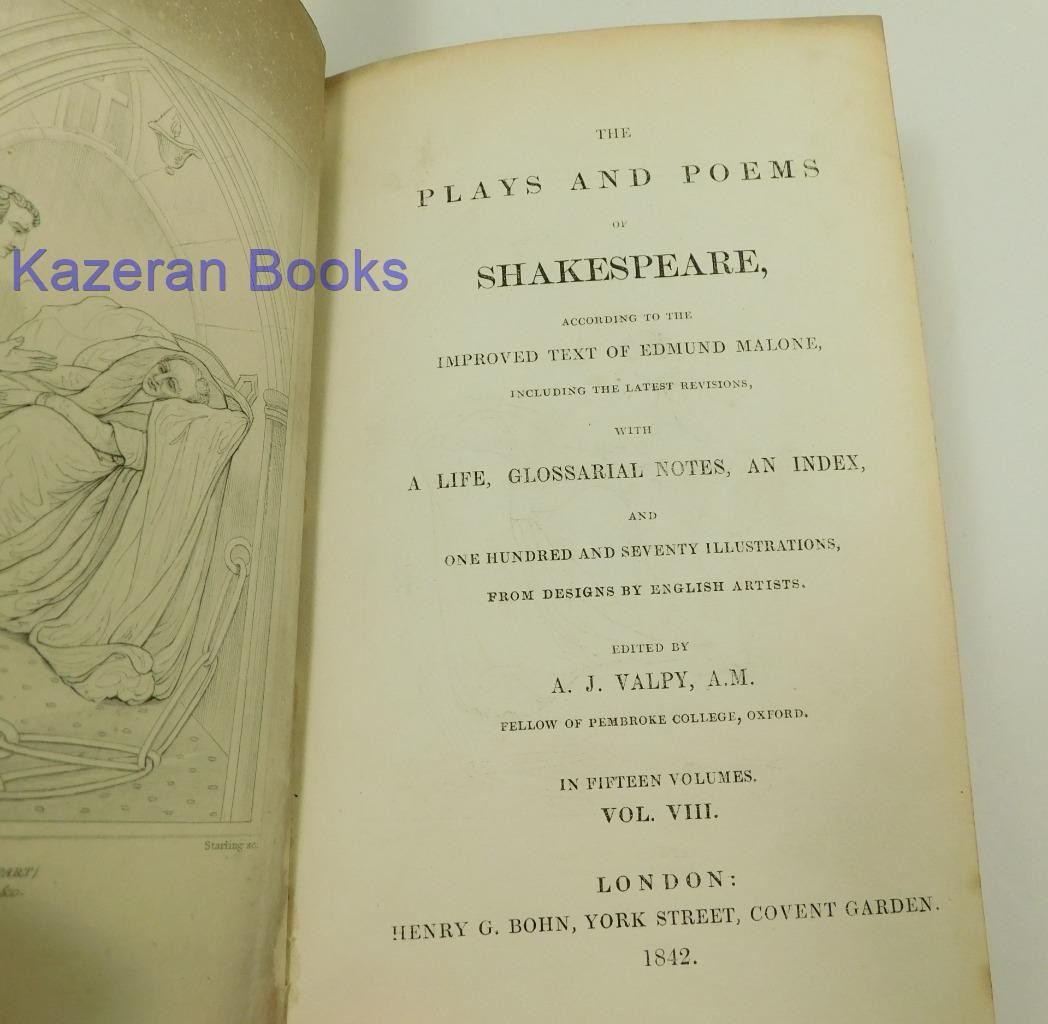 Starling sc.
PART/
&c.
Kazeran Books
THE
PLAYS AND POEMS
OF
SHAKESPEARE,
ACCORDING TO THE
IMPROVED TEXT OF EDMUND MALONE,
INCLUDING THE LATEST REVISIONS,
WITH
A LIFE, GLOSSARIAL NOTES, AN INDEX,
AND
ONE HUNDRED AND SEVENTY ILLUSTRATIONS,
FROM DESIGNS BY ENGLISH ARTISTS.
EDITED BY
A. J. VALPY, A.M.
FELLOW OF PEMBROKE COLLEGE, OXFORD.
IN FIFTEEN VOLUMES.
VOL. VIII.
LONDON:
HENRY G. BOHN, YORK STREET, COVENT GARDEN.
1842.